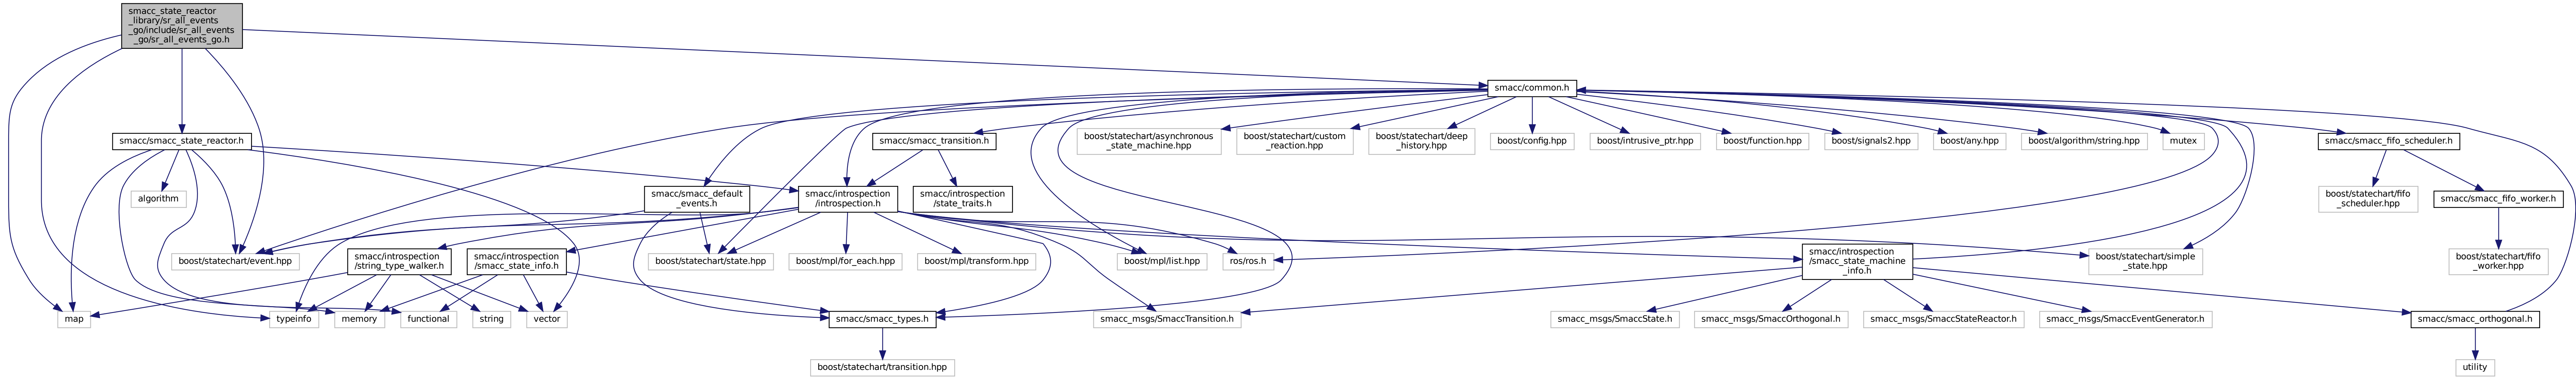 smacc_state_reactor
_library/sr_all_events
_go/include/sr_all_events
_go/sr_all_events_go.h
smacc/common.h
smacc/smacc_state_reactor.h
smacc/smacc_transition.h
boost/statechart/asynchronous
_state_machine.hpp
boost/statechart/custom
_reaction.hpp
boost/statechart/deep
_history.hpp
boost/config.hpp
boost/intrusive_ptr.hpp
boost/function.hpp
boost/signals2.hpp
boost/any.hpp
boost/algorithm/string.hpp
mutex
smacc/smacc_fifo_scheduler.h
algorithm
smacc/smacc_default
_events.h
smacc/introspection
/introspection.h
smacc/introspection
/state_traits.h
boost/statechart/fifo
_scheduler.hpp
smacc/smacc_fifo_worker.h
boost/statechart/event.hpp
smacc/introspection
/string_type_walker.h
smacc/introspection
/smacc_state_info.h
boost/statechart/state.hpp
boost/mpl/for_each.hpp
boost/mpl/transform.hpp
boost/mpl/list.hpp
ros/ros.h
smacc/introspection
/smacc_state_machine
_info.h
boost/statechart/simple
_state.hpp
boost/statechart/fifo
_worker.hpp
map
typeinfo
memory
functional
string
vector
smacc/smacc_types.h
smacc_msgs/SmaccTransition.h
smacc_msgs/SmaccState.h
smacc_msgs/SmaccOrthogonal.h
smacc_msgs/SmaccStateReactor.h
smacc_msgs/SmaccEventGenerator.h
smacc/smacc_orthogonal.h
boost/statechart/transition.hpp
utility